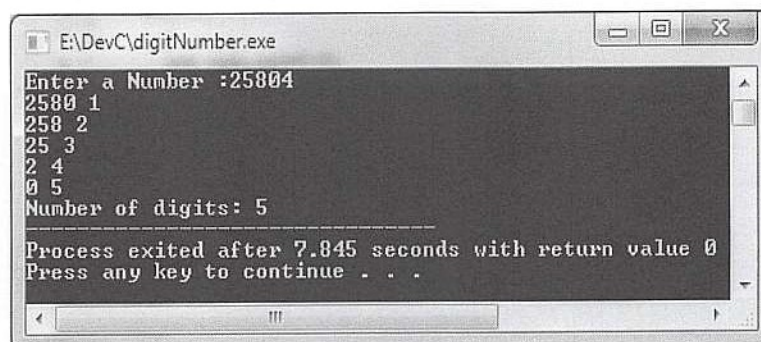 E:\DevC\digitNumber.exe
Enter a Number :25804
2580 1
258 2
25 3
2 4
0 5
Number of digits: 5
--------------------------------
Process exited after 7.845 seconds with return value 0
Press any key to continue . . .